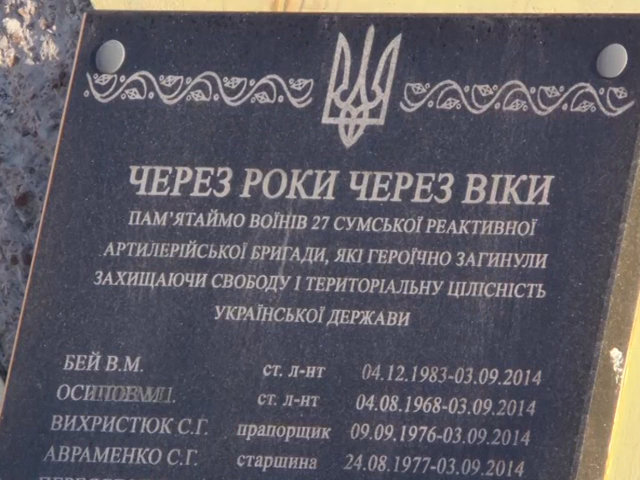 ЧЕРЕЗ РОКИ ЧЕРЕЗ ВІКИ
ПАМ'ЯТАЙМО ВОЇНІВ 27 СУМСЬКОЇ РЕАКТИВНОЇ
АРТИЛЕРІЙСЬКОЇ БРИГАДИ, ЯКІ ГЕРОЇЧНО ЗАГИНУЛИ
ЗАХИЩАЮЧИ СВОБОДУ І ТЕРИТОРІАЛЬНУ ЦІЛІСНІСТЬ
УКРАЇНСЬКОЇ ДЕРЖАВИ
БЕЙ В.М. ст. л-нт 04.12.1983-03.09.2014
ст. л-нт 04.08.1968-03.09.2014
ВИХРИСТЮК С.Г. прапорщик 09.09.1976-03.09.2014
АВРАМЕНКО С.Г. старшина 24.08.1977-03.09.2014